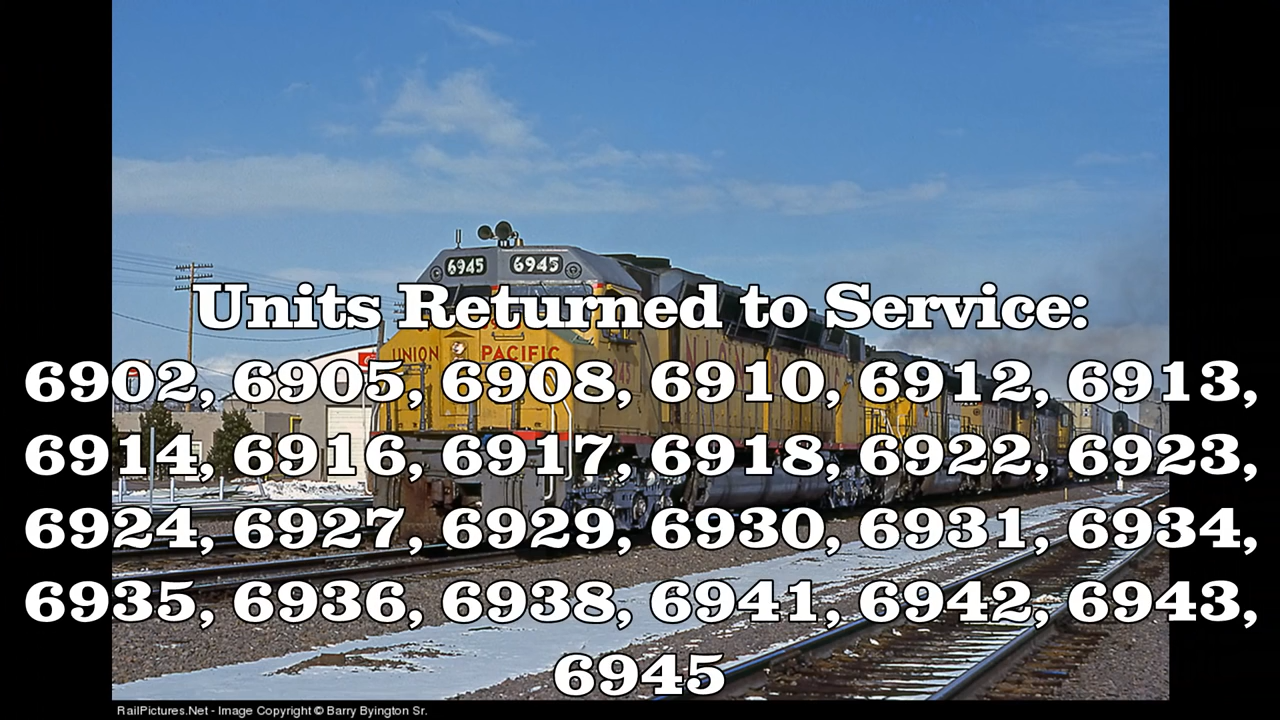 6945 6945
Units Returned to Service:
UNION PACIFIC
6902, 6905, 6908, 6910, 6912, 6913,
6914, 6916, 6917, 6918, 6922, 6923,
6924, 6927, 6929, 6930, 6931, 6934,
6935, 6936, 6938, 6941, 6942, 6943,
6945
RailPictures.Net - Image Copyright © Barry Byington Sr.